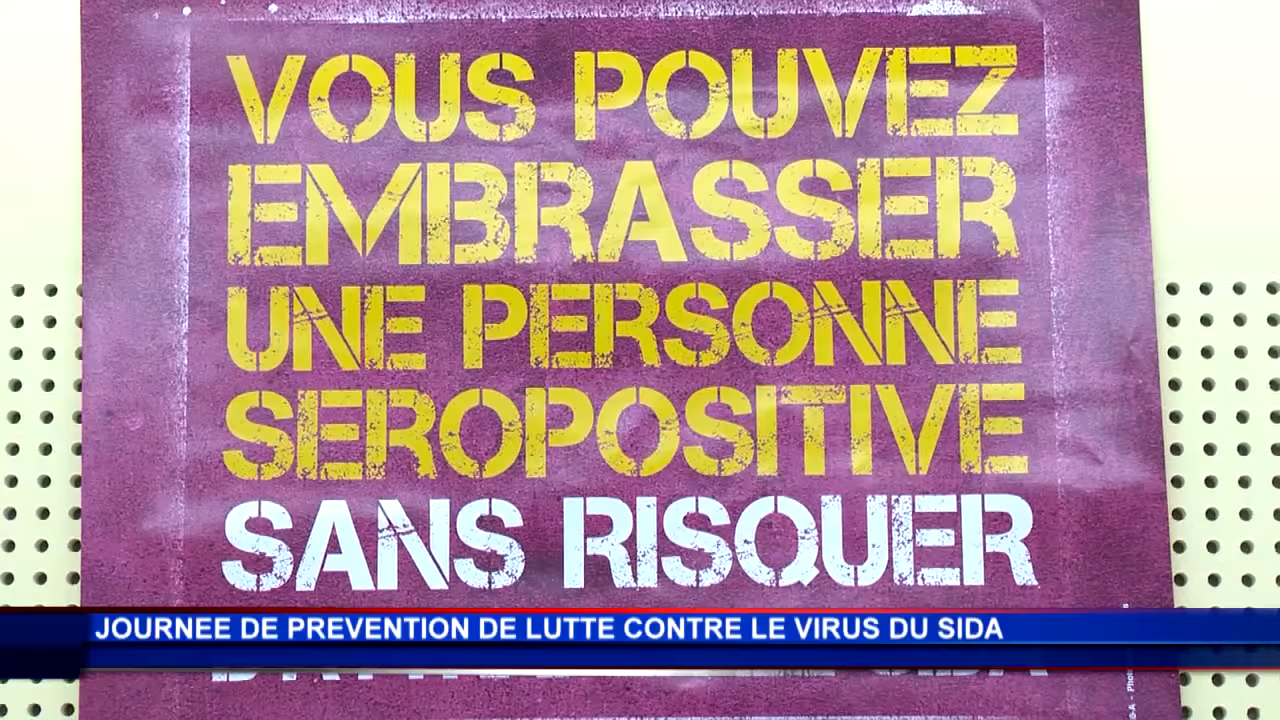 VOUS POUVEZ
EMBRASSER
UNE PERSONNE
SEROPOSITIVE
SANS RISQUER
JOURNEE DE PREVENTION DE LUTTE CONTRE LE VIRUS DU SIDA